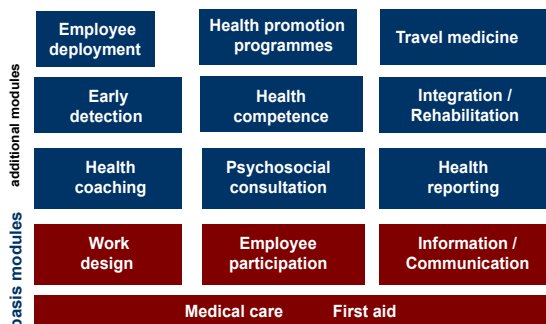 Employee
deployment
Health promotion
programmes
Travel medicine
Early
detection
Health
competence
Integration /
Rehabilitation
Health
coaching
Psychosocial
consultation
Health
reporting
Work
design
Employee
participation
Information /
Communication
Medical care First aid
additional modules
basis modules